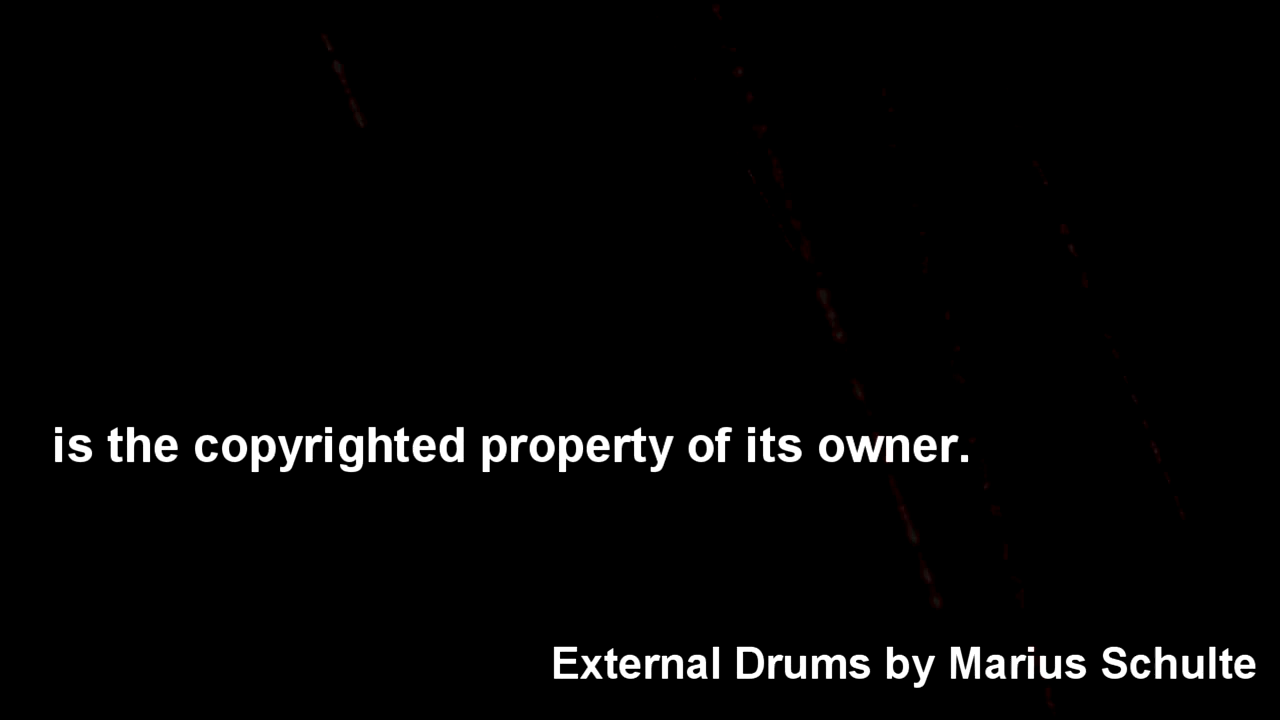 is the copyrighted property of its owner.
External Drums by Marius Schulte